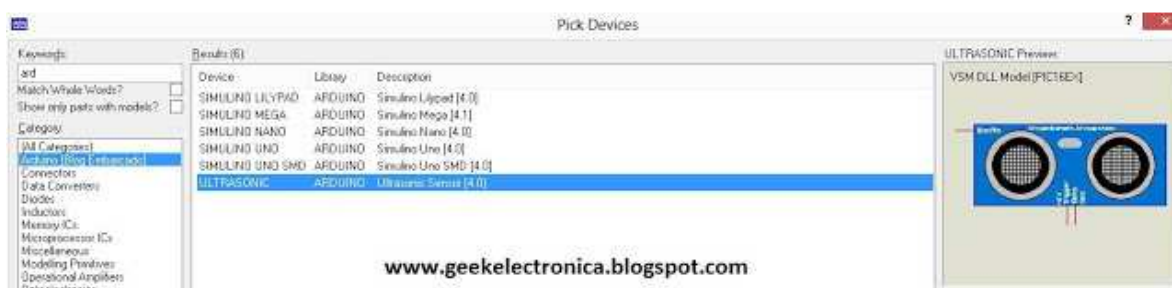 Pick Devices
Keywords:
ard
Match Whole Words?
Show only parts with models?
Category:
(All Categories)
Arduino (Blog Embarcado)
Connectors
Data Converters
Diodes
Inductors
Memory ICs
Microprocessor ICs
Miscellaneous
Modelling Primitives
Operational Amplifiers
Results (6):
Device Library Description
SIMULINO LILYPAD ARDUINO Simulino Lilypad [4.0]
SIMULINO MEGA ARDUINO Simulino Mega [4.1]
SIMULINO NANO ARDUINO Simulino Nano [4.0]
SIMULINO UNO ARDUINO Simulino Uno [4.0]
SIMULINO UNO SMD ARDUINO Simulino Uno SMD [4.0]
ULTRASONIC ARDUINO Ultrasonic Sensor [4.0]
www.geekelectronica.blogspot.com
ULTRASONIC Preview:
VSM DLL Model [PIC16EX]